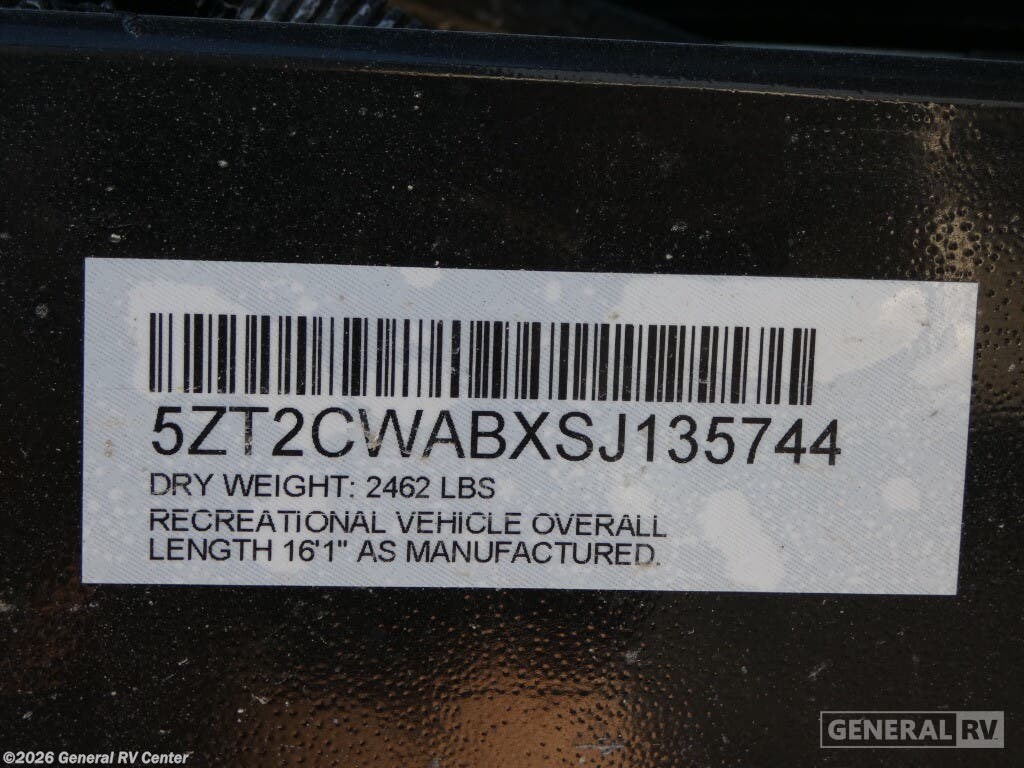 5ZT2CWABXSJ135744
DRY WEIGHT: 2462 LBS
RECREATIONAL VEHICLE OVERALL
LENGTH 16'1" AS MANUFACTURED.
GENERAL RV
©2026 General RV Center